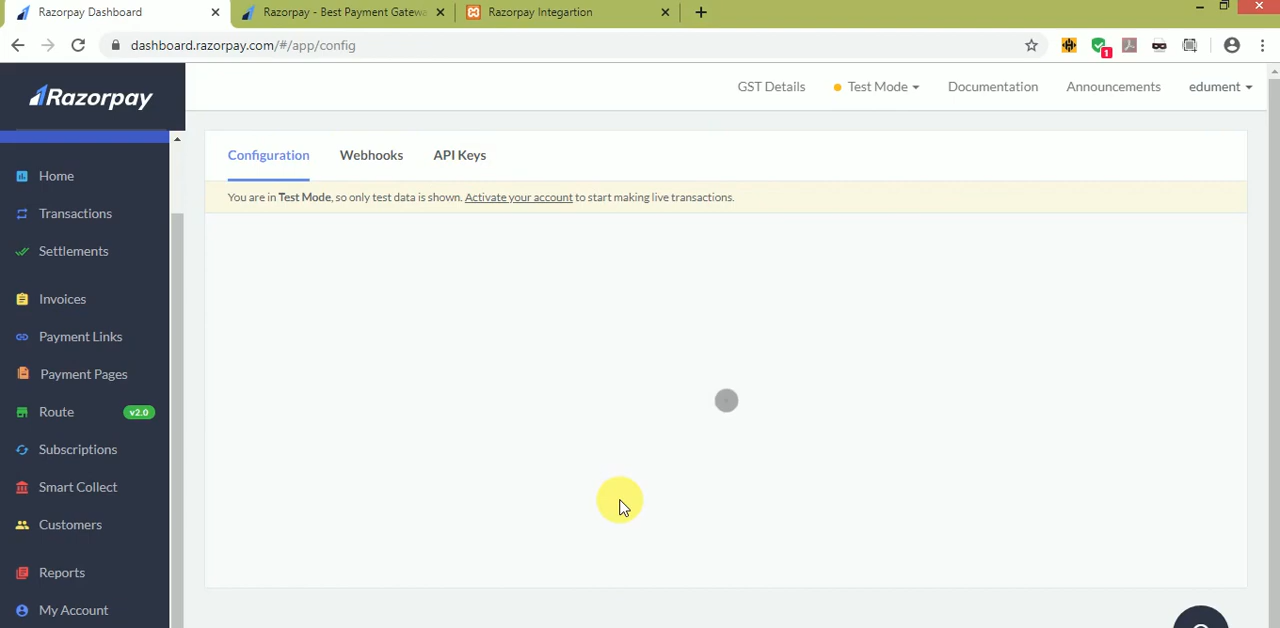 Razorpay Dashboard
Razorpay - Best Payment Gatewa
Razorpay Integartion
dashboard.razorpay.com/#/app/config
1
Razorpay
GST Details
Test Mode
Documentation
Announcements
edument
Configuration
Webhooks
API Keys
You are in Test Mode, so only test data is shown. Activate your account to start making live transactions.
Home
Transactions
Settlements
Invoices
Payment Links
Payment Pages
Route
v2.0
Subscriptions
Smart Collect
Customers
Reports
My Account